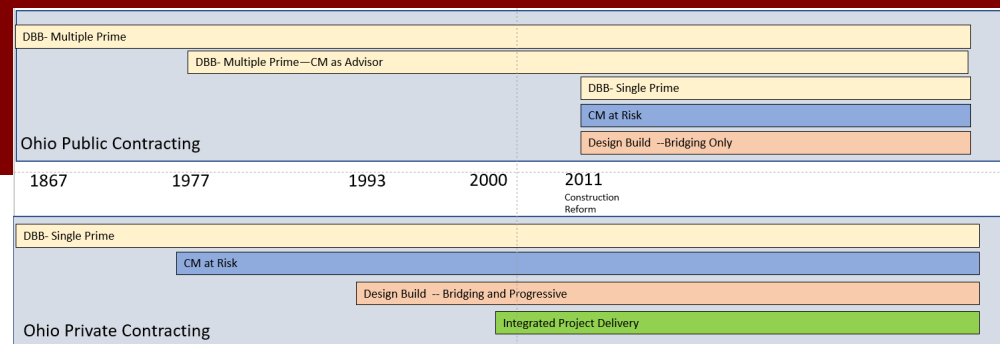 DBB- Multiple Prime
DBB- Multiple Prime—CM as Advisor
DBB- Single Prime
CM at Risk
Design Build --Bridging Only
Ohio Public Contracting
1867
1977
1993
2000
2011
Construction
Reform
DBB- Single Prime
CM at Risk
Design Build -- Bridging and Progressive
Integrated Project Delivery
Ohio Private Contracting